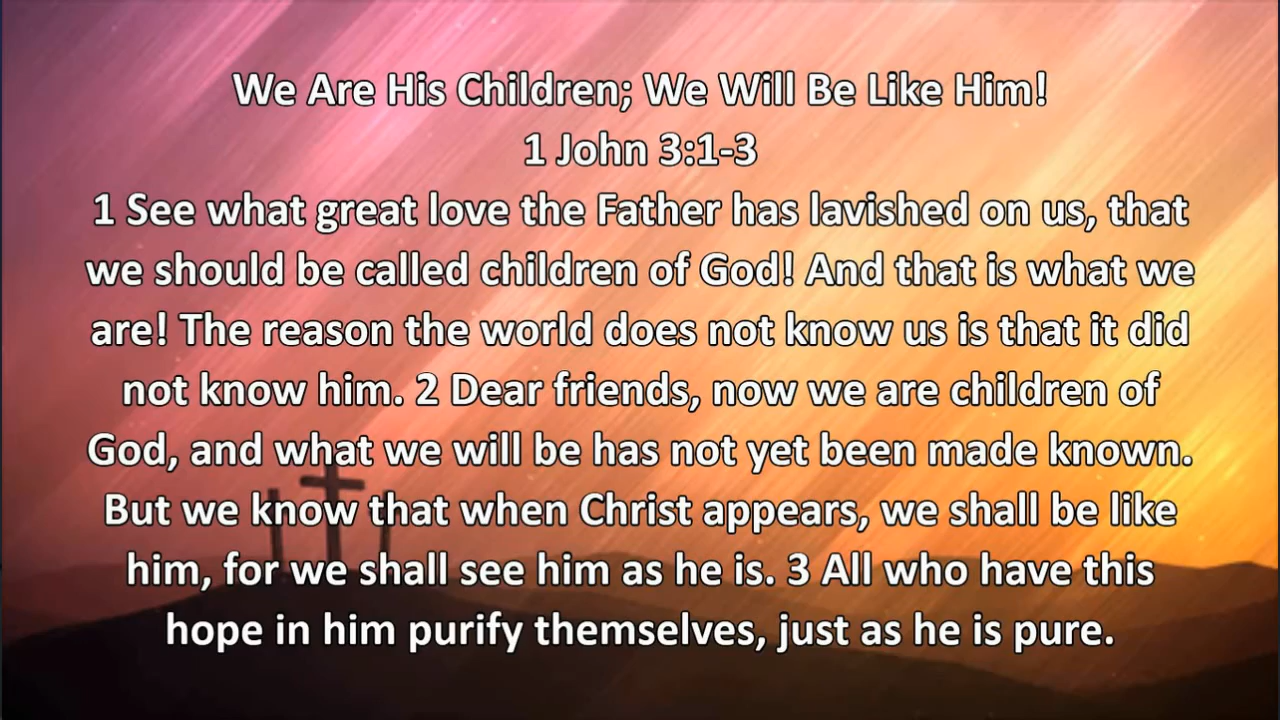 We Are His Children; We Will Be Like Him!
1 John 3:1-3
1 See what great love the Father has lavished on us, that
we should be called children of God! And that is what we
are! The reason the world does not know us is that it did
not know him. 2 Dear friends, now we are children of
God, and what we will be has not yet been made known.
But we know that when Christ appears, we shall be like
him, for we shall see him as he is. 3 All who have this
hope in him purify themselves, just as he is pure.